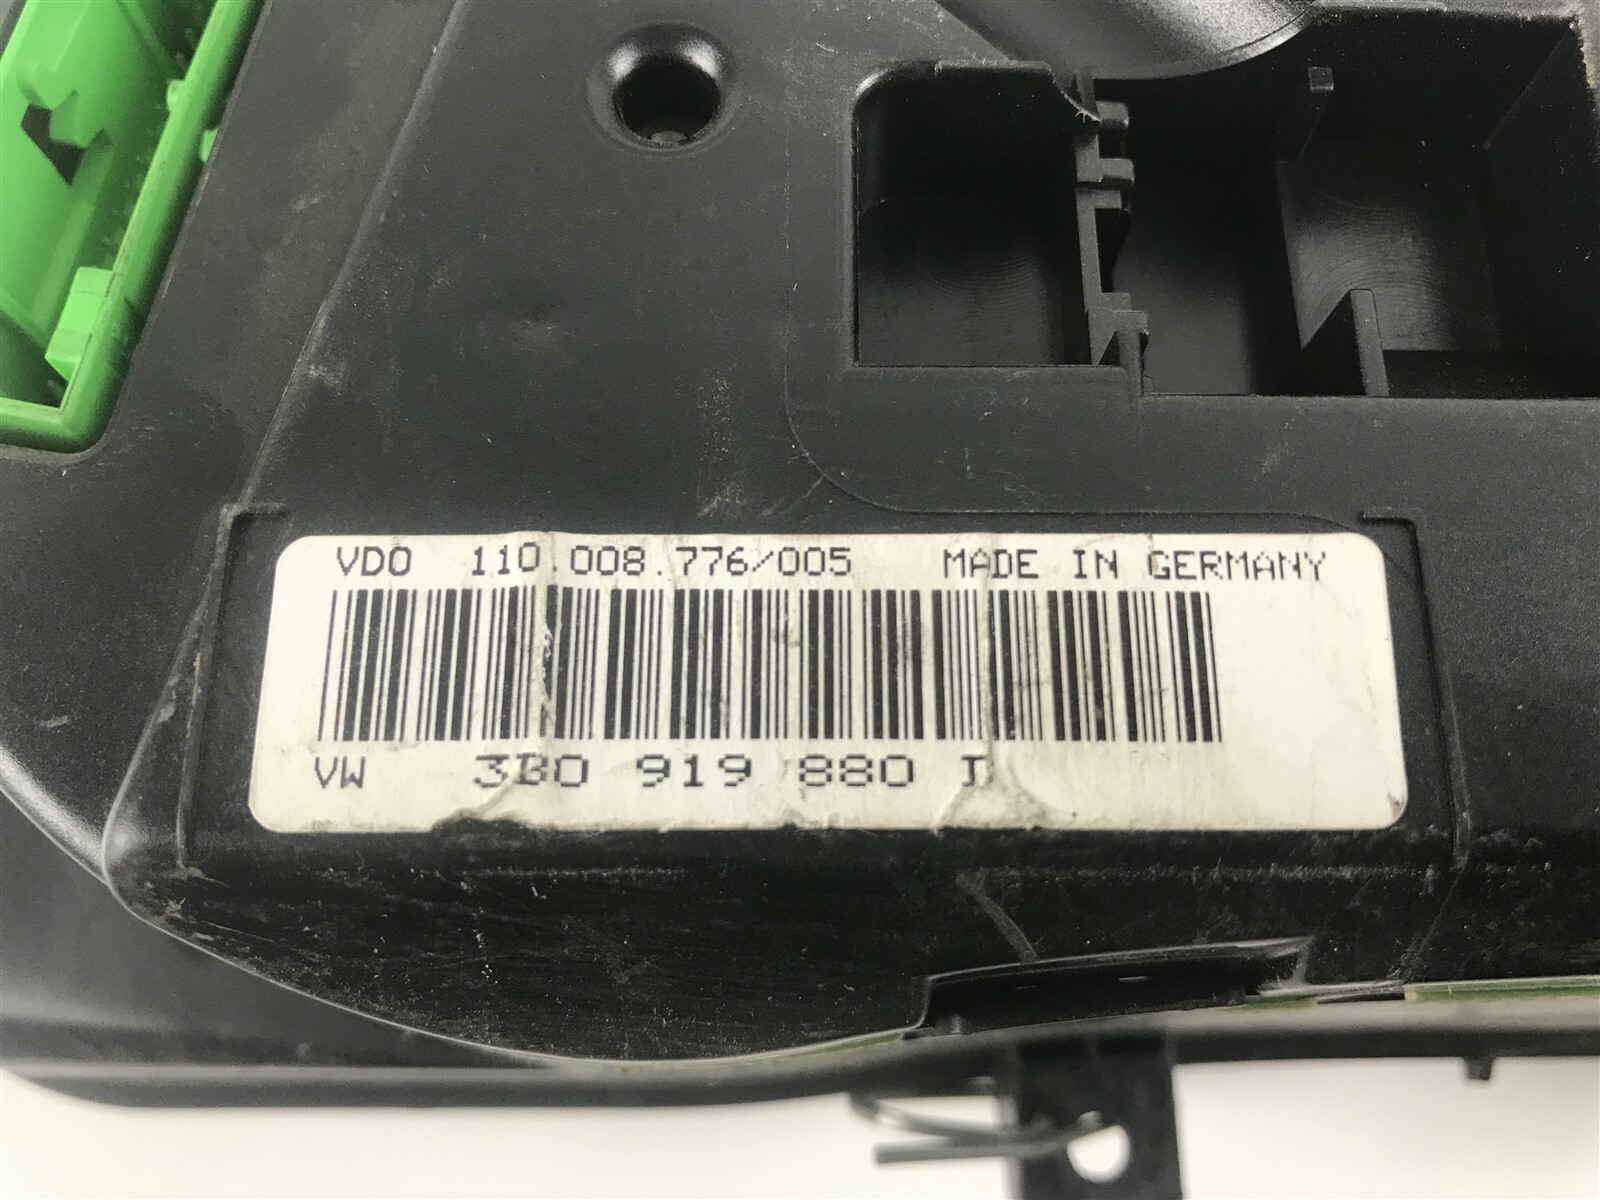 VDO 110.008.776/005 MADE IN GERMANY
VW 3B0 919 880